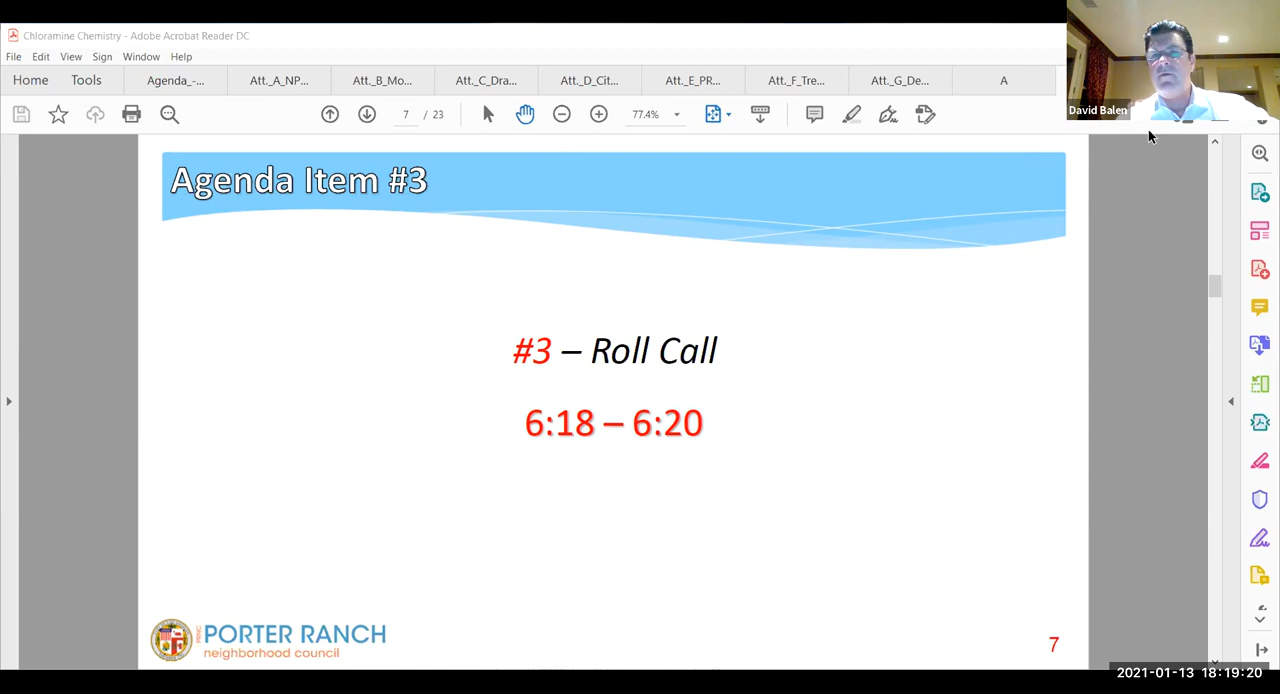 Chloramine Chemistry - Adobe Acrobat Reader DC
File Edit View Sign Window Help
Home Tools Agenda_-... Att._A_NP... Att._B_Mo... Att._C_Dra... Att._D_Cit... Att._E_PR... Att._F_Tre... Att._G_De... A
7 / 23 77.4%
David Balen
Agenda Item #3
#3 – Roll Call
6:18 – 6:20
PRNC
PORTER RANCH
neighborhood council
7
2021-01-13 18:19:20